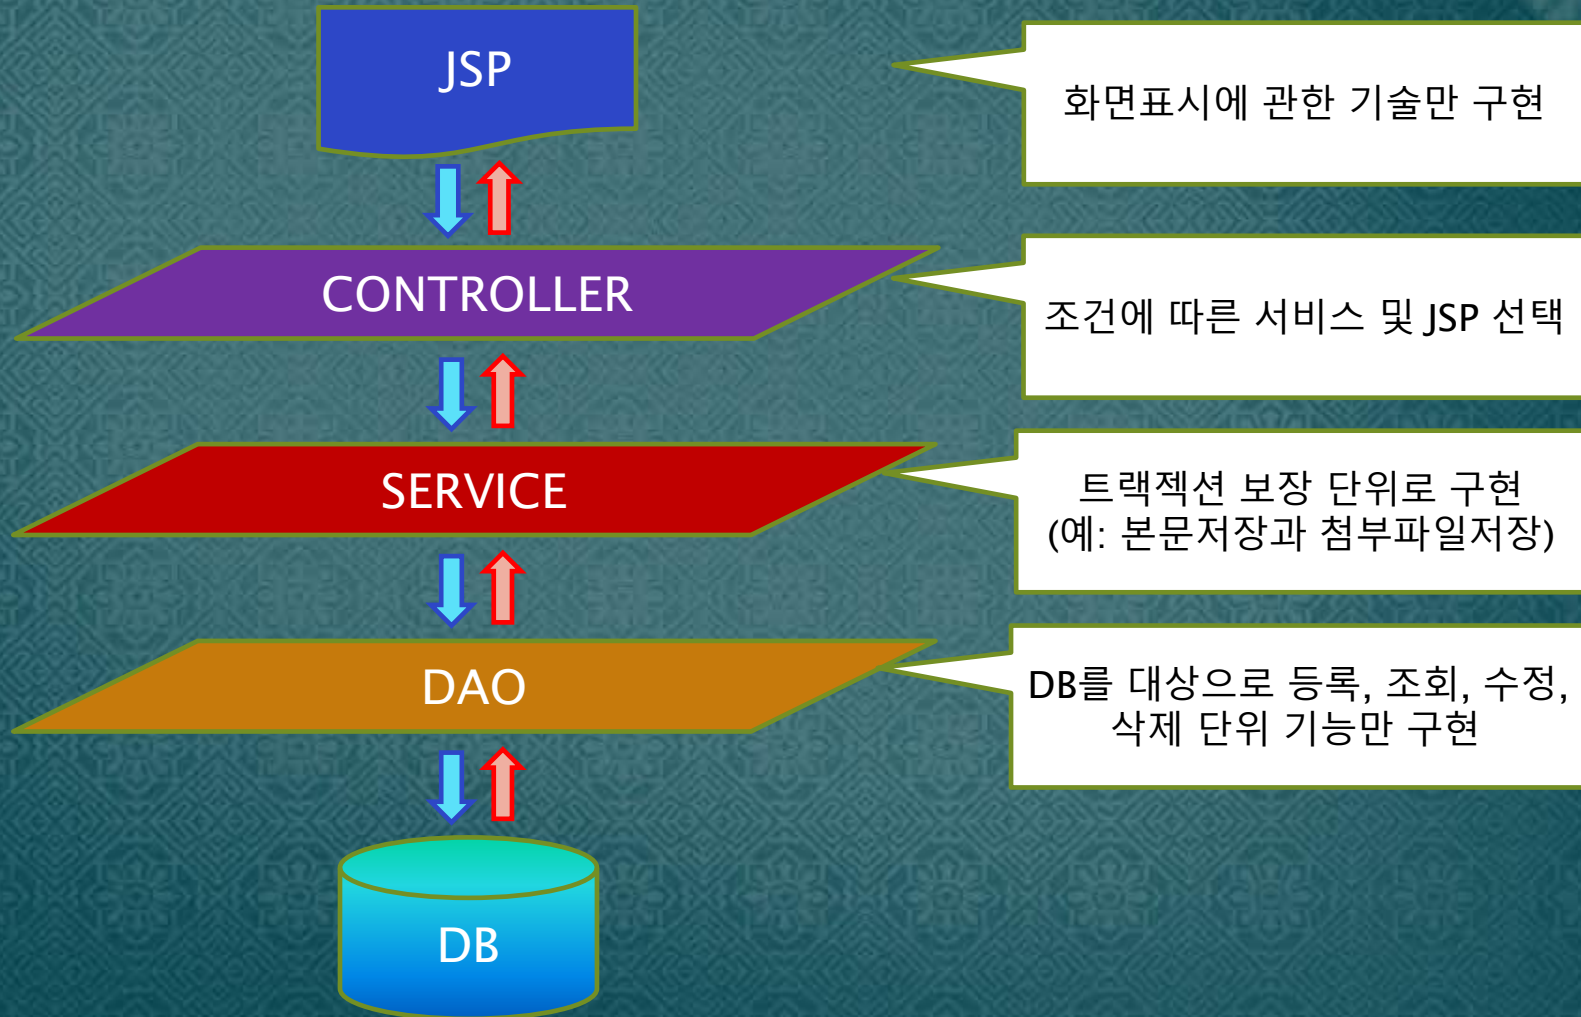 JSP
화면표시에 관한 기술만 구현
CONTROLLER
조건에 따른 서비스 및 JSP 선택
SERVICE
트랙젝션 보장 단위로 구현
(예: 본문저장과 첨부파일저장)
DAO
DB를 대상으로 등록, 조회, 수정,
삭제 단위 기능만 구현
DB